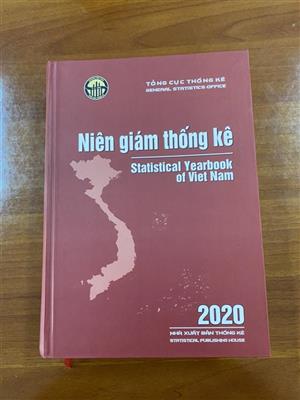 TỔNG CỤC THỐNG KÊ
GENERAL STATISTICS OFFICE
Niên giám thống kê
Statistical Yearbook
of Viet Nam
2020
NHÀ XUẤT BẢN THỐNG KÊ
STATISTICAL PUBLISHING HOUSE